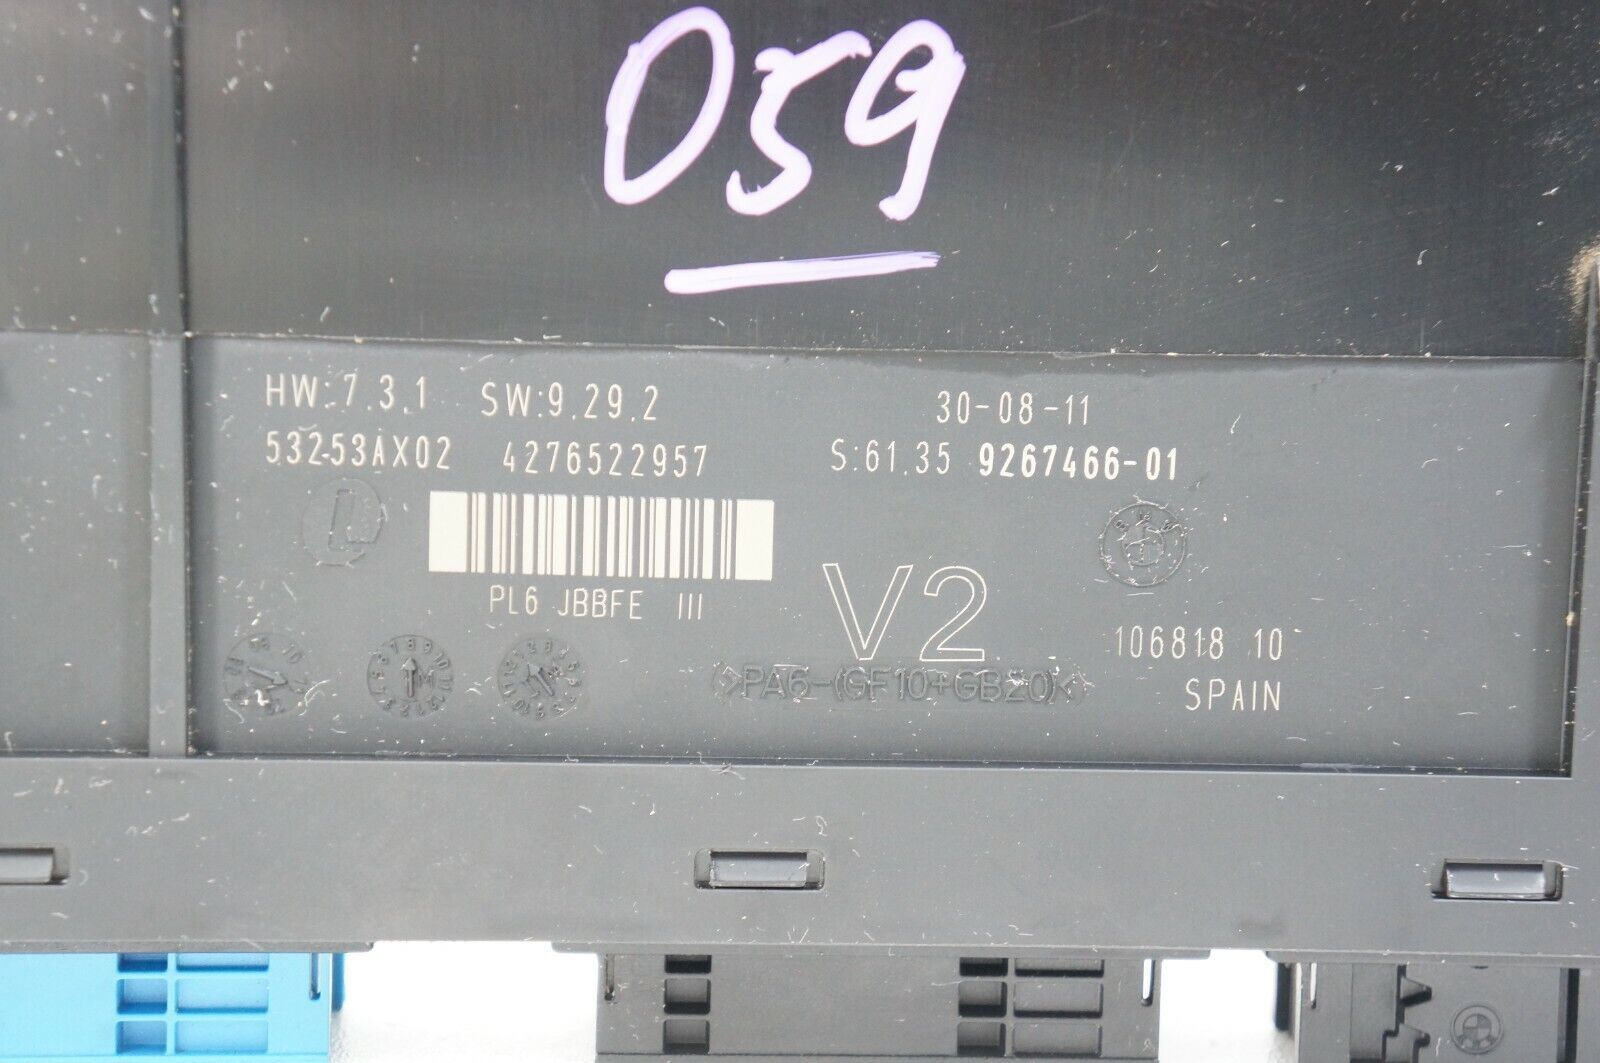 059
HW:7.3.1 SW:9.29.2 30-08-11
53253AX02 4276522957 S:61.35 9267466-01
PL6 JBBFE III
V2
106818 10
>PA6-(GF10+GB20)<
SPAIN